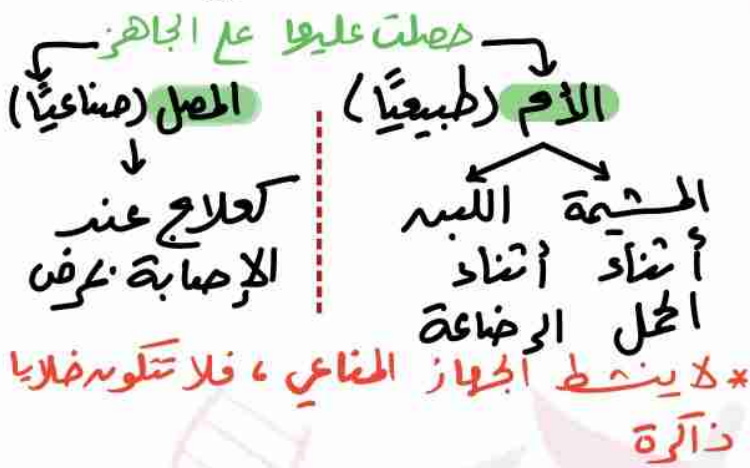 حصلت عليها ع الجاهز
الأم (طبيعيًا)
المصل (صناعيًا)
المشيمة أثناء الحمل
اللبن أثناء الرضاعة
كعلاج عند
الإصابة بمرض
* لا ينشط الجهاز المناعي، فلا تتكون خلايا
ذاكرة